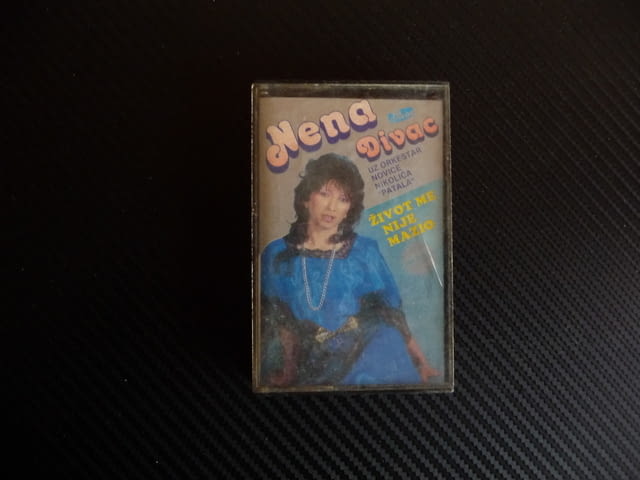 Nena
Divac
UZ ORKESTAR
NOVICE
NIKOLIĆA
"PATALA"
ŽIVOT ME
NIJE
MAZIO